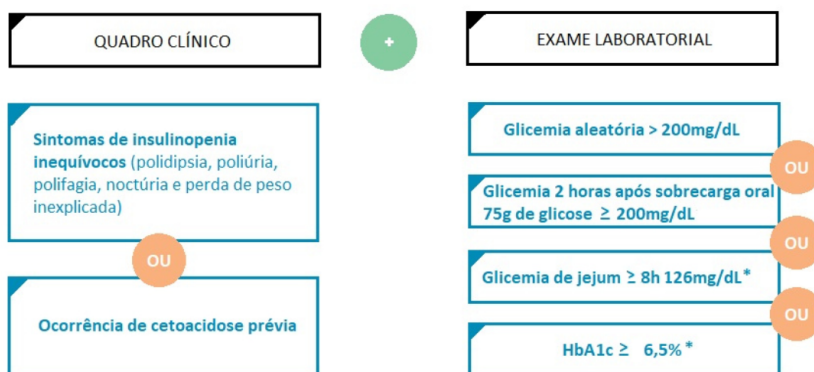 QUADRO CLÍNICO
+
EXAME LABORATORIAL
Sintomas de insulinopenia
inequívocos (polidipsia, poliúria,
polifagia, noctúria e perda de peso
inexplicada)
OU
Ocorrência de cetoacidose prévia
Glicemia aleatória > 200mg/dL
OU
Glicemia 2 horas após sobrecarga oral
75g de glicose ≥ 200mg/dL
OU
Glicemia de jejum ≥ 8h 126mg/dL*
OU
HbA1c ≥ 6,5% *